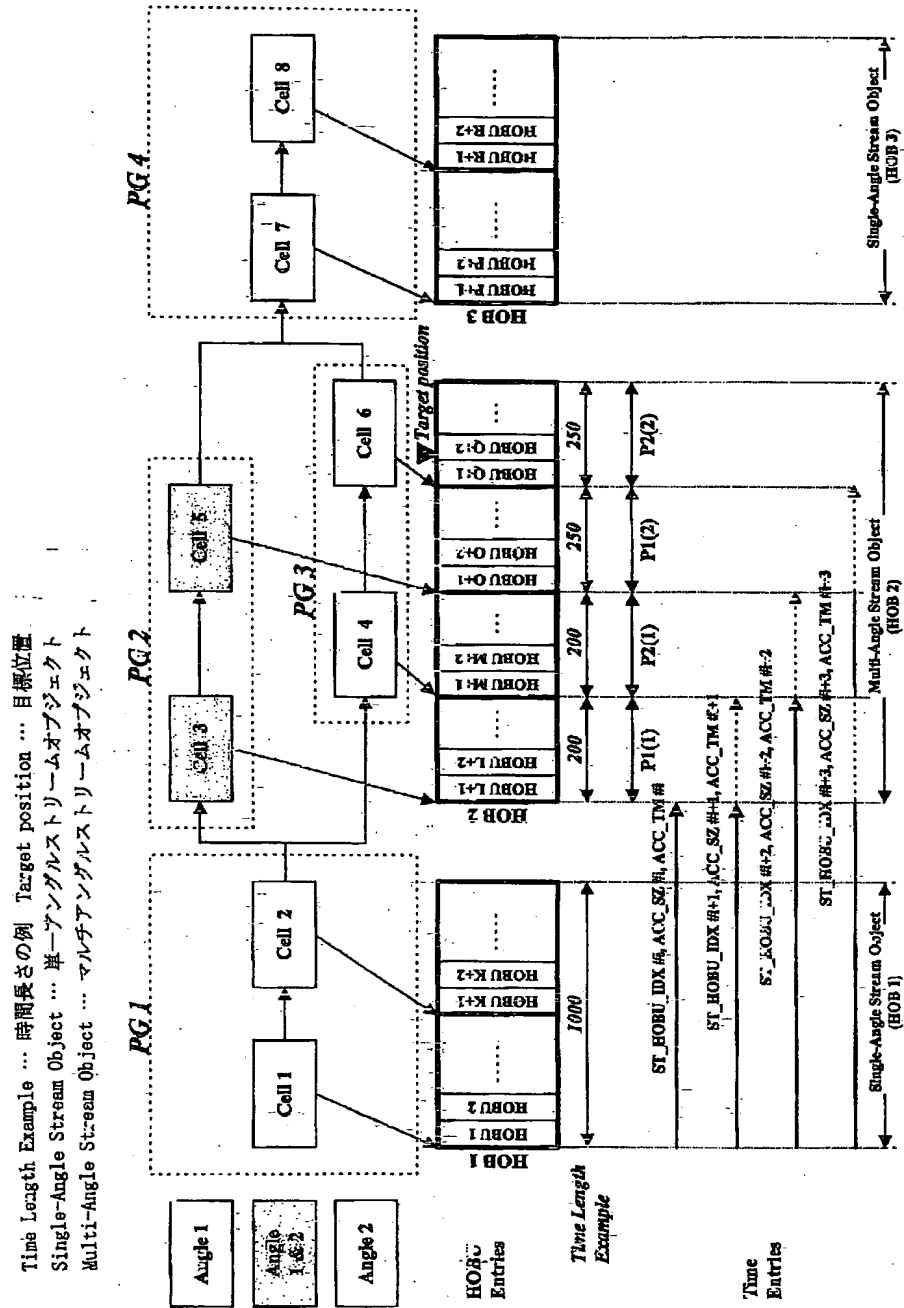 Time Length Example … 時間長さの例 Target position … 目標位置
Single-Angle Stream Object … 単一アングルストリームオブジェクト
Multi-Angle Stream Object … マルチアングルストリームオブジェクト
PG 1
PG 2
PG 3
PG 4
Angle 1
Angle 1 & 2
Angle 2
Cell 1
Cell 2
Cell 3
Cell 5
Cell 4
Cell 6
Cell 7
Cell 8
Target position
HOBU Entries
HOB 1
HOBU 1
HOBU 2
……
HOBU K+1
HOBU K+2
……
HOB 2
HOBU L+1
HOBU L+2
…
HOBU M+1
HOBU M+2
…
HOBU O+1
HOBU O+2
…
HOBU Q+1
HOBU Q+2
…
HOB 3
HOBU P+1
HOBU P+2
……
HOBU R+1
HOBU R+2
……
Time Length Example
1000
200
200
250
250
P1(1)
P2(1)
P1(2)
P2(2)
Time Entries
ST_HOBU_IDX #i, ACC_SZ #i, ACC_TM #i
ST_HOBU_IDX #i+1, ACC_SZ #i+1, ACC_TM #i+1
ST_HOBU_IDX #i+2, ACC_SZ #i+2, ACC_TM #i+2
ST_HOBU_IDX #i+3, ACC_SZ #i+3, ACC_TM #i+3
Single-Angle Stream Object
(HOB 1)
Multi-Angle Stream Object
(HOB 2)
Single-Angle Stream Object
(HOB 3)